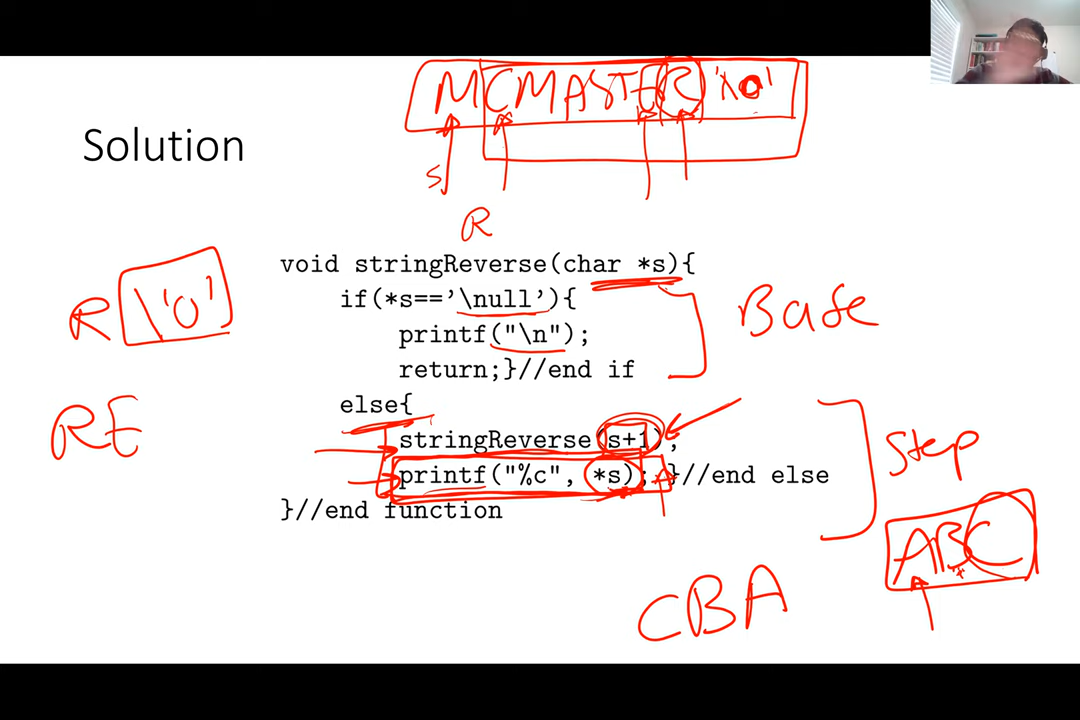 MCMASTER '\0'
Solution
s
R
void stringReverse(char *s){
if(*s=='\null'){
printf("\n");
return;}//end if
else{
stringReverse(s+1);
printf("%c", *s); }//end else
}//end function
Base
R \'0'
RE
Step
ABC
CBA